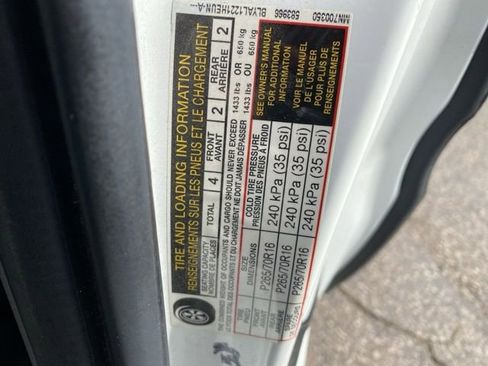 TIRE AND LOADING INFORMATION
RENSEIGNEMENTS SUR LES PNEUS ET LE CHARGEMENT
SEATING CAPACITY
NOMBRE DE PLACES
TOTAL 4
FRONT
AVANT 2
REAR
ARRIÈRE 2
THE COMBINED WEIGHT OF OCCUPANTS AND CARGO SHOULD NEVER EXCEED 1433 lbs OR 650 kg
LE POIDS TOTAL DES OCCUPANTS ET DU CHARGEMENT NE DOIT JAMAIS DÉPASSER 1433 lbs OU 650 kg
TIRE
PNEU
SIZE
DIMENSIONS
COLD TIRE PRESSURE
PRESSION DES PNEUS À FROID
FRONT
AVANT
P265/70R16
240 kPa (35 psi)
REAR
ARRIÈRE
P265/70R16
240 kPa (35 psi)
P265/70R16
240 kPa (35 psi)
SEE OWNER'S MANUAL
FOR ADDITIONAL
INFORMATION
VOIR LE MANUEL
DE L'USAGER
POUR PLUS DE
RENSEIGNEMENTS
583966